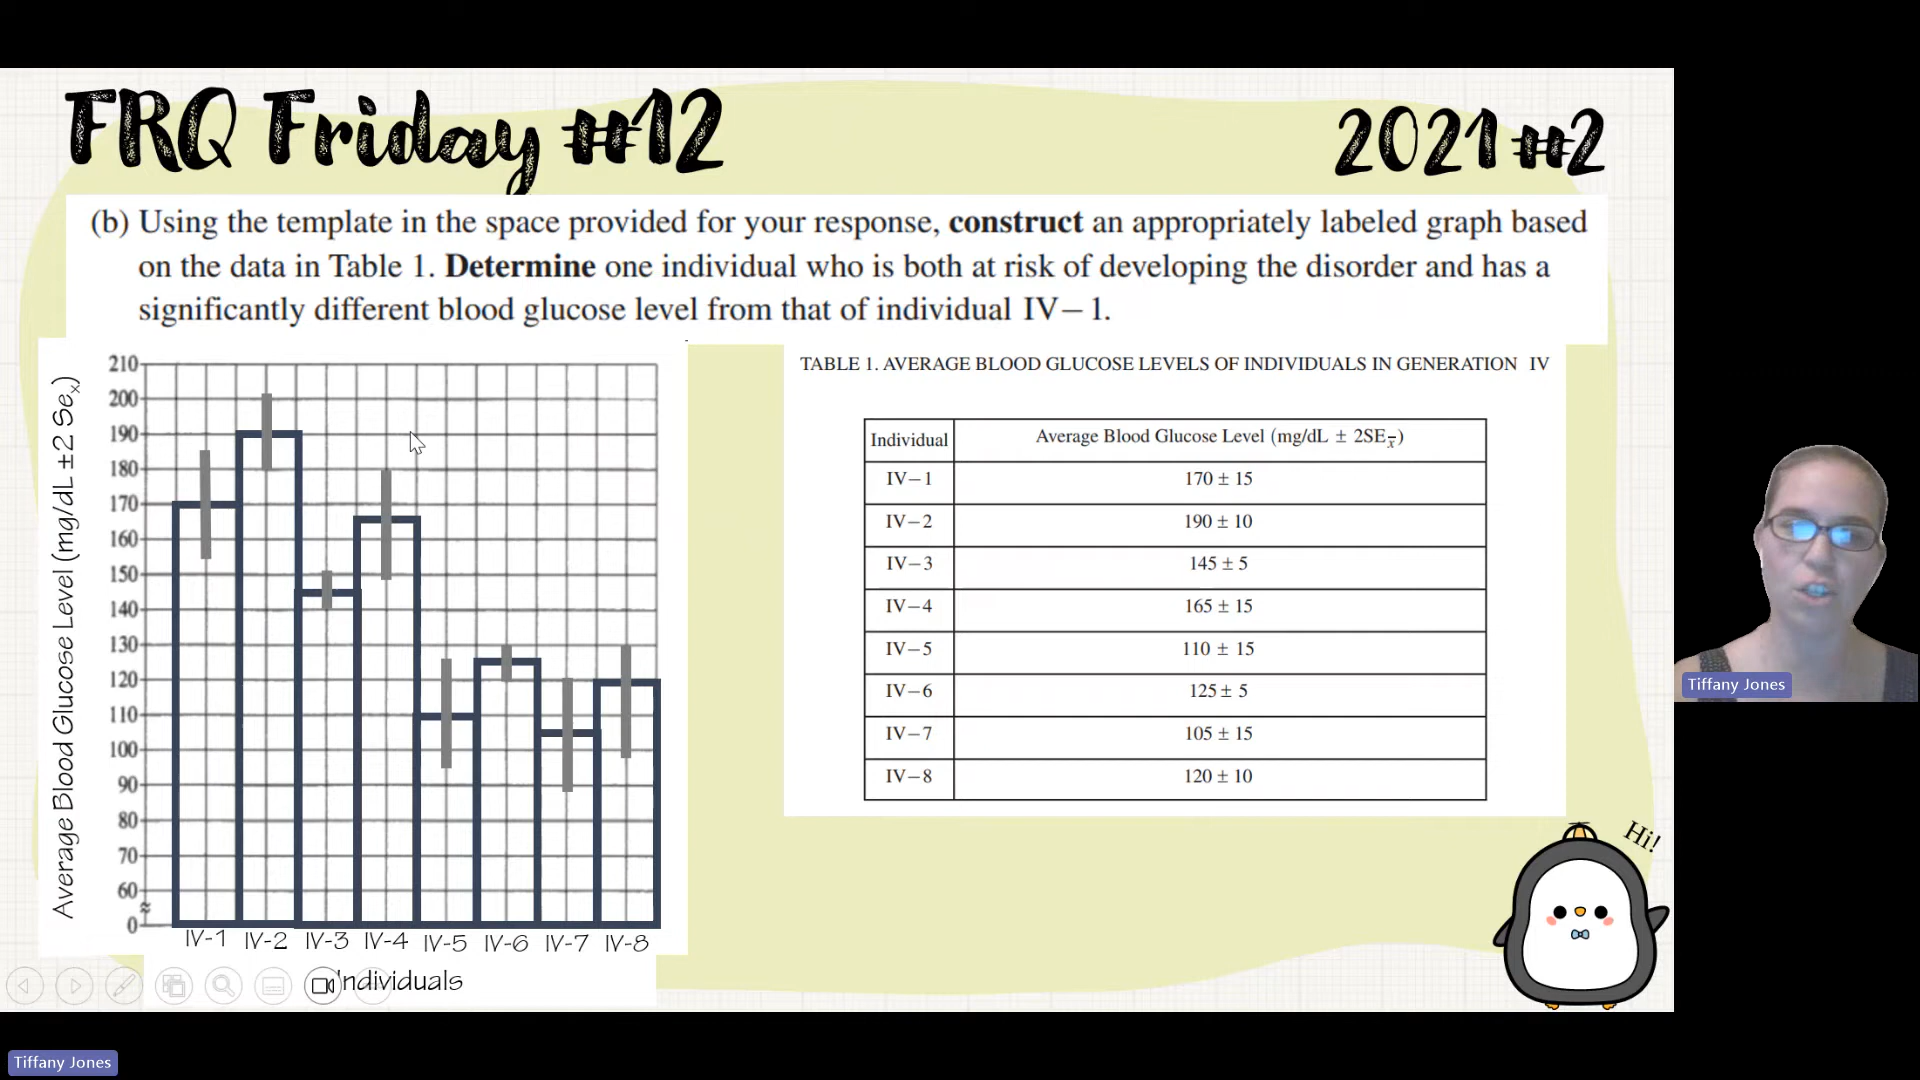 FRQ Friday #12
2021 #2
(b) Using the template in the space provided for your response, construct an appropriately labeled graph based
on the data in Table 1. Determine one individual who is both at risk of developing the disorder and has a
significantly different blood glucose level from that of individual IV–1.
Average Blood Glucose Level (mg/dL ±2 Sex)
210
200
190
180
170
160
150
140
130
120
110
100
90
80
70
60
0
IV-1 IV-2 IV-3 IV-4 IV-5 IV-6 IV-7 IV-8
Individuals
TABLE 1. AVERAGE BLOOD GLUCOSE LEVELS OF INDIVIDUALS IN GENERATION IV
Individual Average Blood Glucose Level (mg/dL ± 2SEx̄)
IV–1 170 ± 15
IV–2 190 ± 10
IV–3 145 ± 5
IV–4 165 ± 15
IV–5 110 ± 15
IV–6 125 ± 5
IV–7 105 ± 15
IV–8 120 ± 10
Hi!
Tiffany Jones
Tiffany Jones